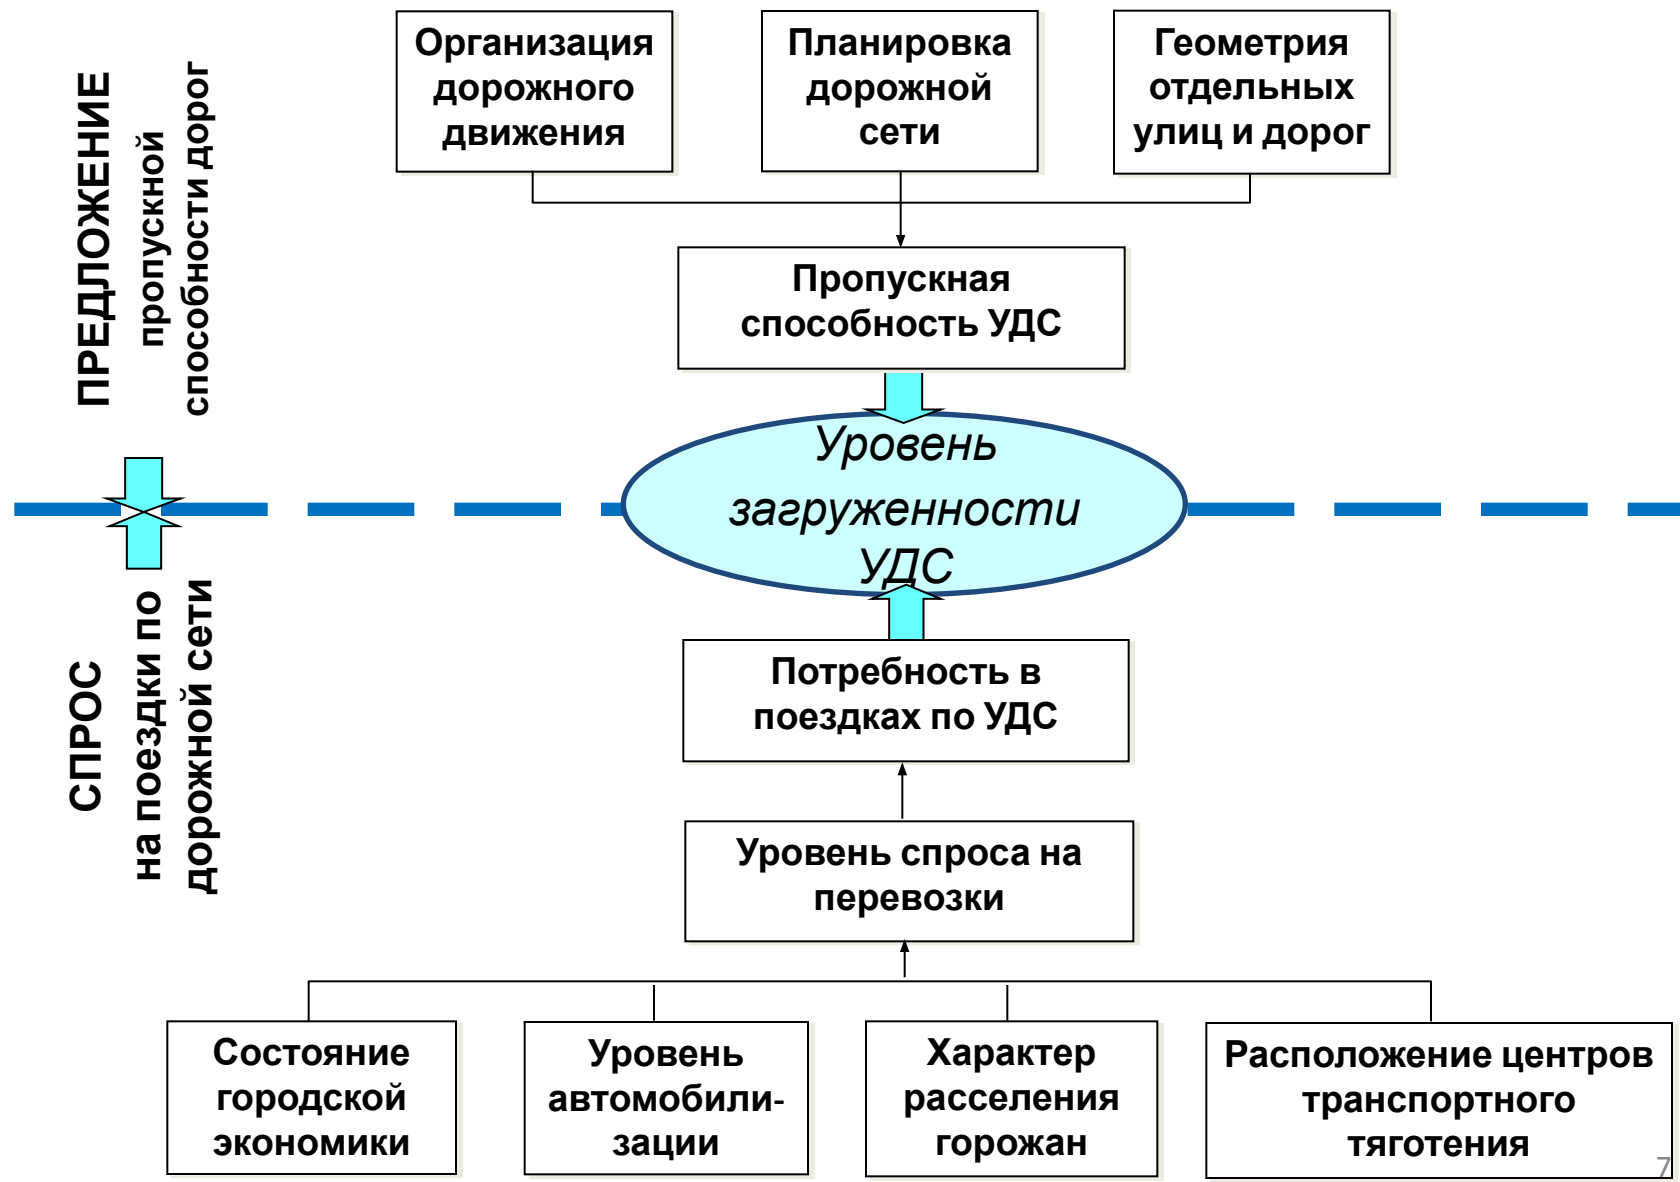 Организация
дорожного
движения
Планировка
дорожной
сети
Геометрия
отдельных
улиц и дорог
ПРЕДЛОЖЕНИЕ
пропускной
способности дорог
Пропускная
способность УДС
Уровень
загруженности
УДС
СПРОС
на поездки по
дорожной сети
Потребность в
поездках по УДС
Уровень спроса на
перевозки
Состояние
городской
экономики
Уровень
автомобили-
зации
Характер
расселения
горожан
Расположение центров
транспортного
тяготения
7